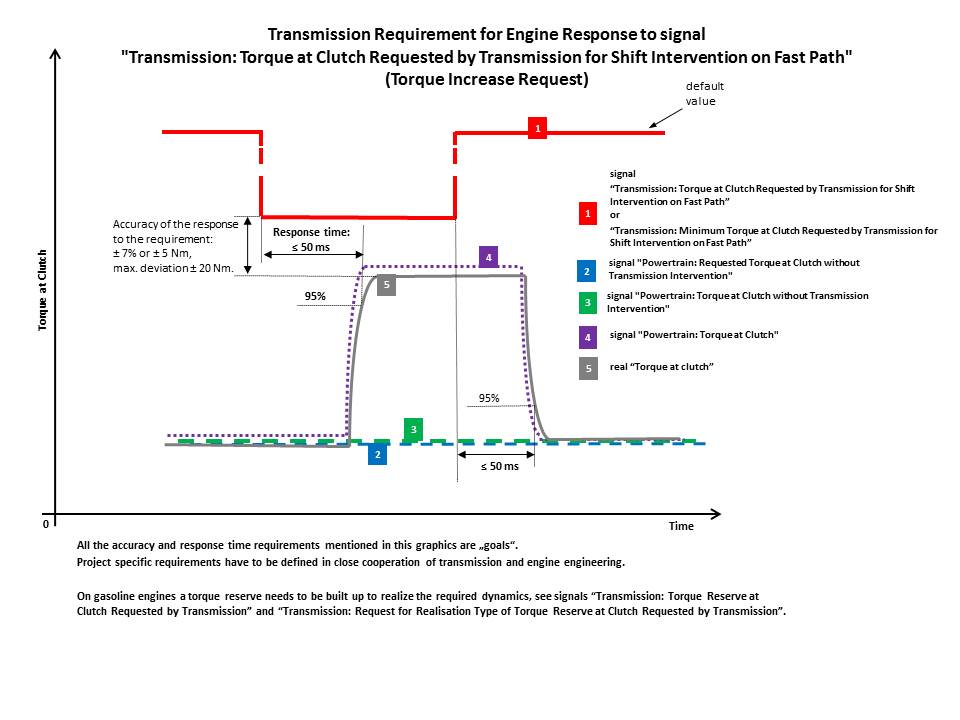 Transmission Requirement for Engine Response to signal
"Transmission: Torque at Clutch Requested by Transmission for Shift Intervention on Fast Path"
(Torque Increase Request)
default
value
1
signal
“Transmission: Torque at Clutch Requested by Transmission for Shift
Intervention on Fast Path”
1
or
“Transmission: Minimum Torque at Clutch Requested by Transmission for
Shift Intervention on Fast Path”
2
signal "Powertrain: Requested Torque at Clutch without
Transmission Intervention"
3
signal "Powertrain: Torque at Clutch without Transmission
Intervention"
4
signal "Powertrain: Torque at Clutch"
5
real “Torque at clutch”
Accuracy of the response
to the requirement:
± 7% or ± 5 Nm,
max. deviation ± 20 Nm.
Response time:
≤ 50 ms
4
5
95%
95%
3
2
≤ 50 ms
Torque at Clutch
0
Time
All the accuracy and response time requirements mentioned in this graphics are „goals“.
Project specific requirements have to be defined in close cooperation of transmission and engine engineering.
On gasoline engines a torque reserve needs to be built up to realize the required dynamics, see signals “Transmission: Torque Reserve at
Clutch Requested by Transmission” and “Transmission: Request for Realisation Type of Torque Reserve at Clutch Requested by Transmission”.